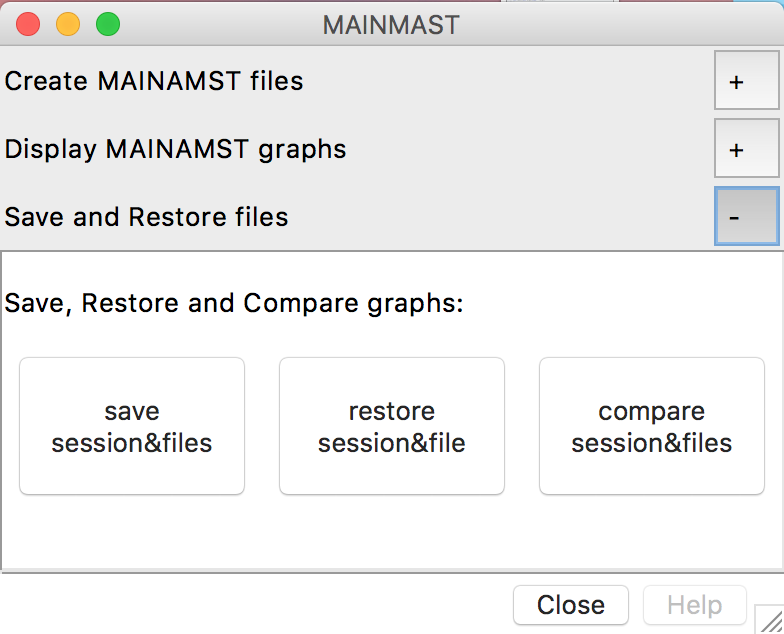 MAINMAST
Create MAINAMST files
+
Display MAINAMST graphs
+
Save and Restore files
-
Save, Restore and Compare graphs:
save
session&files
restore
session&file
compare
session&files
Close
Help